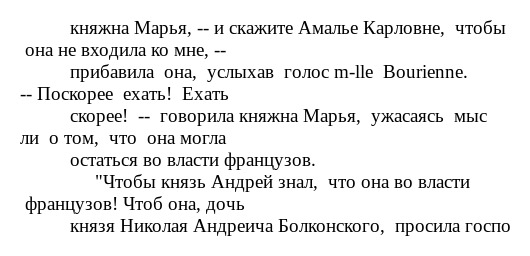 княжна Марья, -- и скажите Амалье Карловне, чтобы
она не входила ко мне, --
прибавила она, услыхав голос m-lle Bourienne.
-- Поскорее ехать! Ехать
скорее! -- говорила княжна Марья, ужасаясь мыс
ли о том, что она могла
остаться во власти французов.
"Чтобы князь Андрей знал, что она во власти
французов! Чтоб она, дочь
князя Николая Андреича Болконского, просила госпо